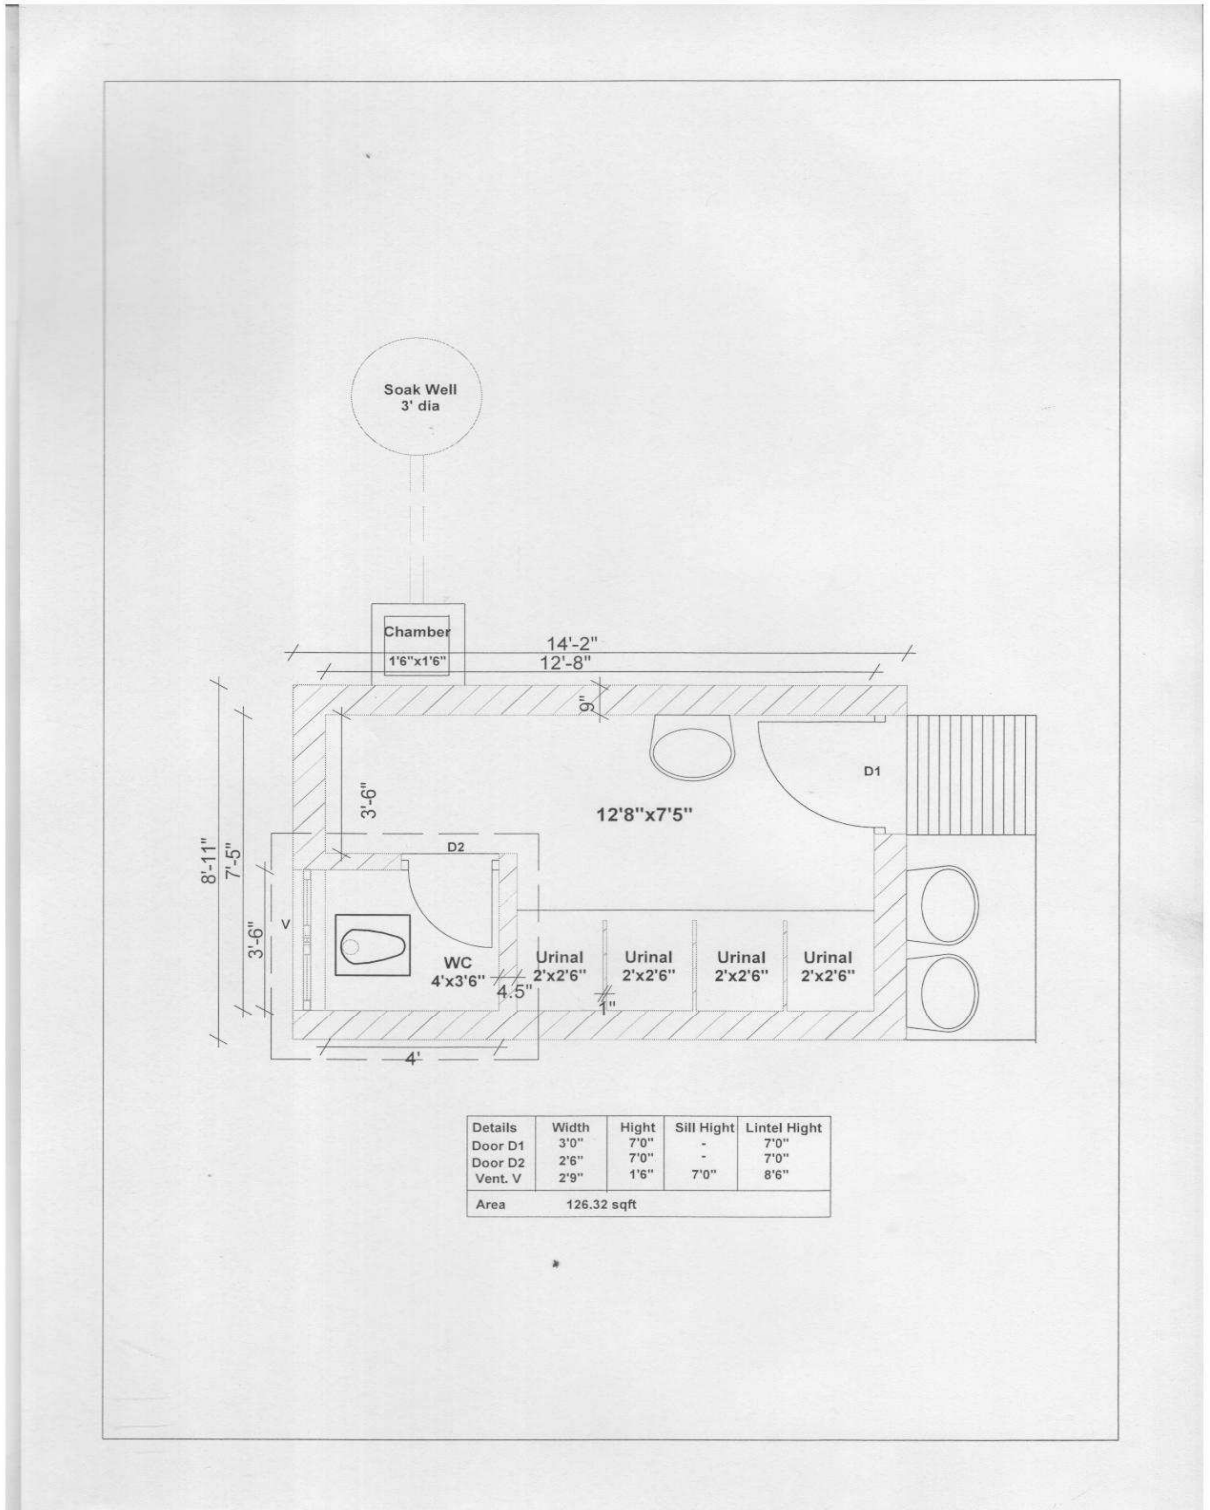 Soak Well
3' dia
Chamber
1'6"x1'6"
14'-2"
12'-8"
9"
3'-6"
D1
12'8"x7'5"
8'-11"
7'-5"
D2
3'-6"
V
WC
4'x3'6"
4.5"
Urinal
2'x2'6"
Urinal
2'x2'6"
Urinal
2'x2'6"
Urinal
2'x2'6"
1"
4'
Details Width Hight Sill Hight Lintel Hight
Door D1 3'0" 7'0" - 7'0"
Door D2 2'6" 7'0" - 7'0"
Vent. V 2'9" 1'6" 7'0" 8'6"
Area 126.32 sqft